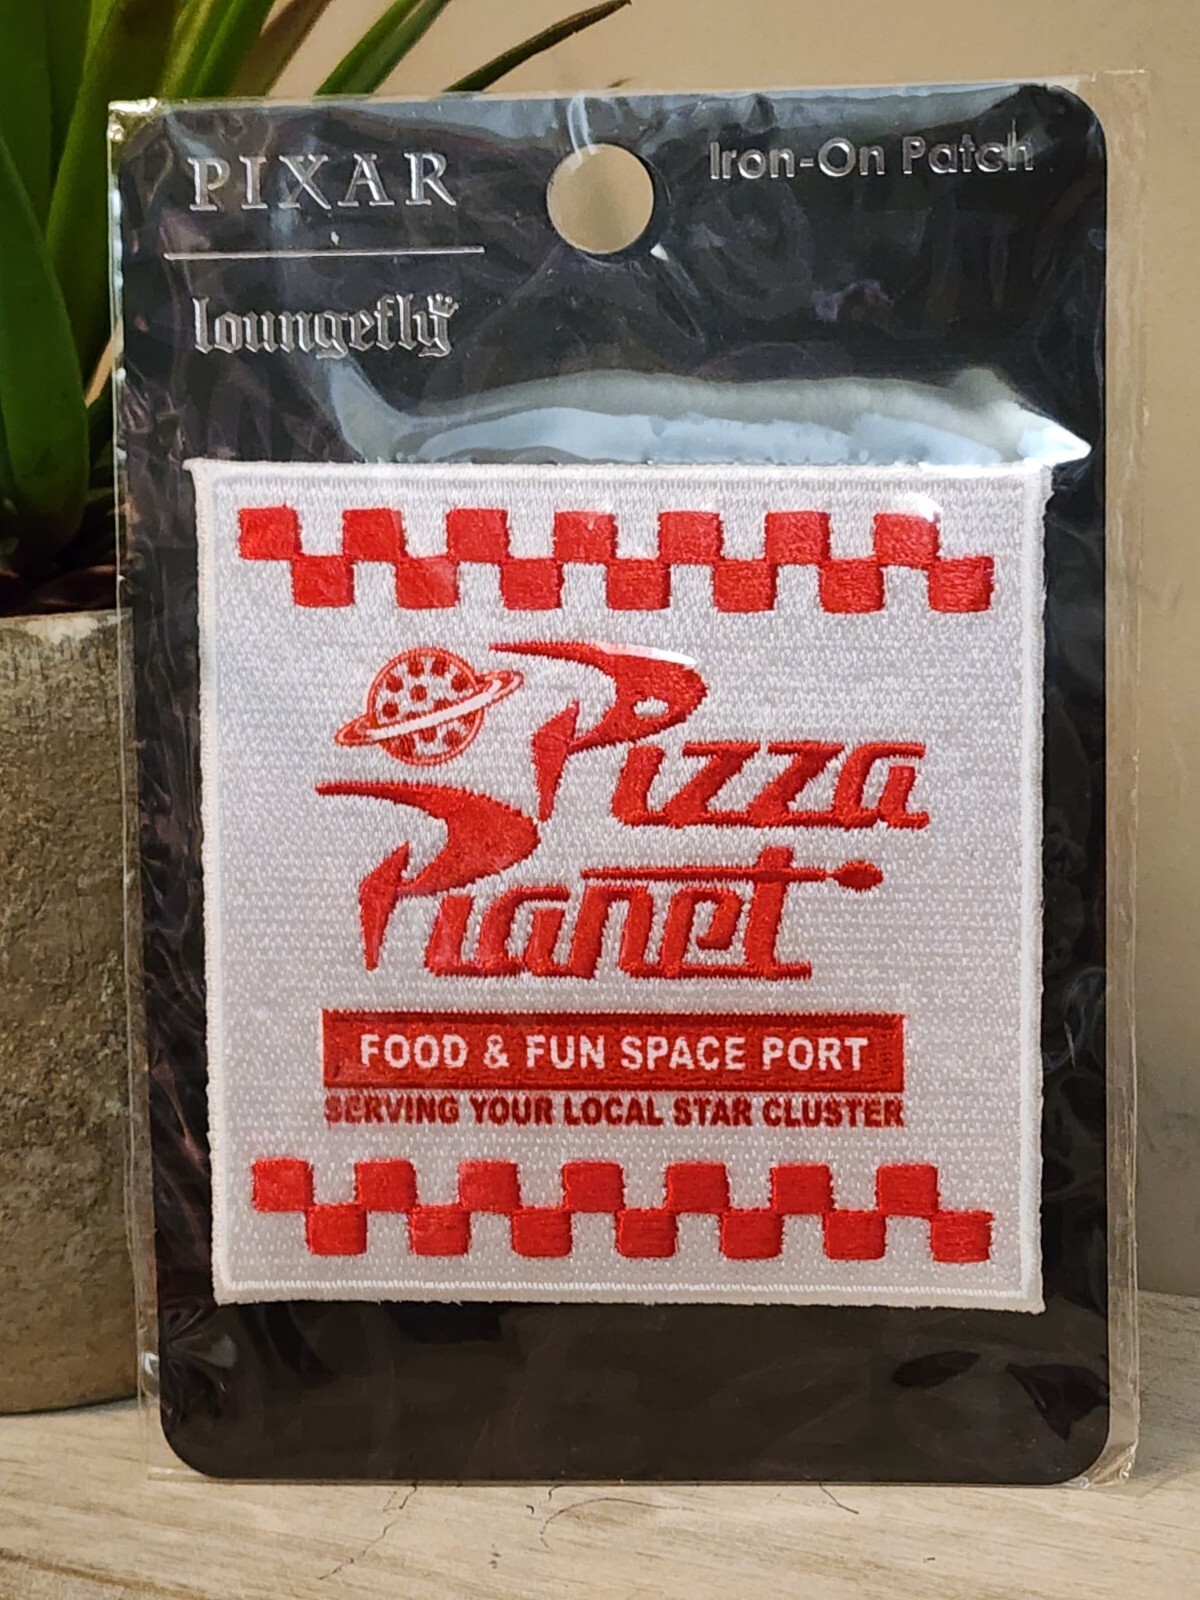 PIXAR
loungefly
Iron-On Patch
Pizza
Planet
FOOD & FUN SPACE PORT
SERVING YOUR LOCAL STAR CLUSTER